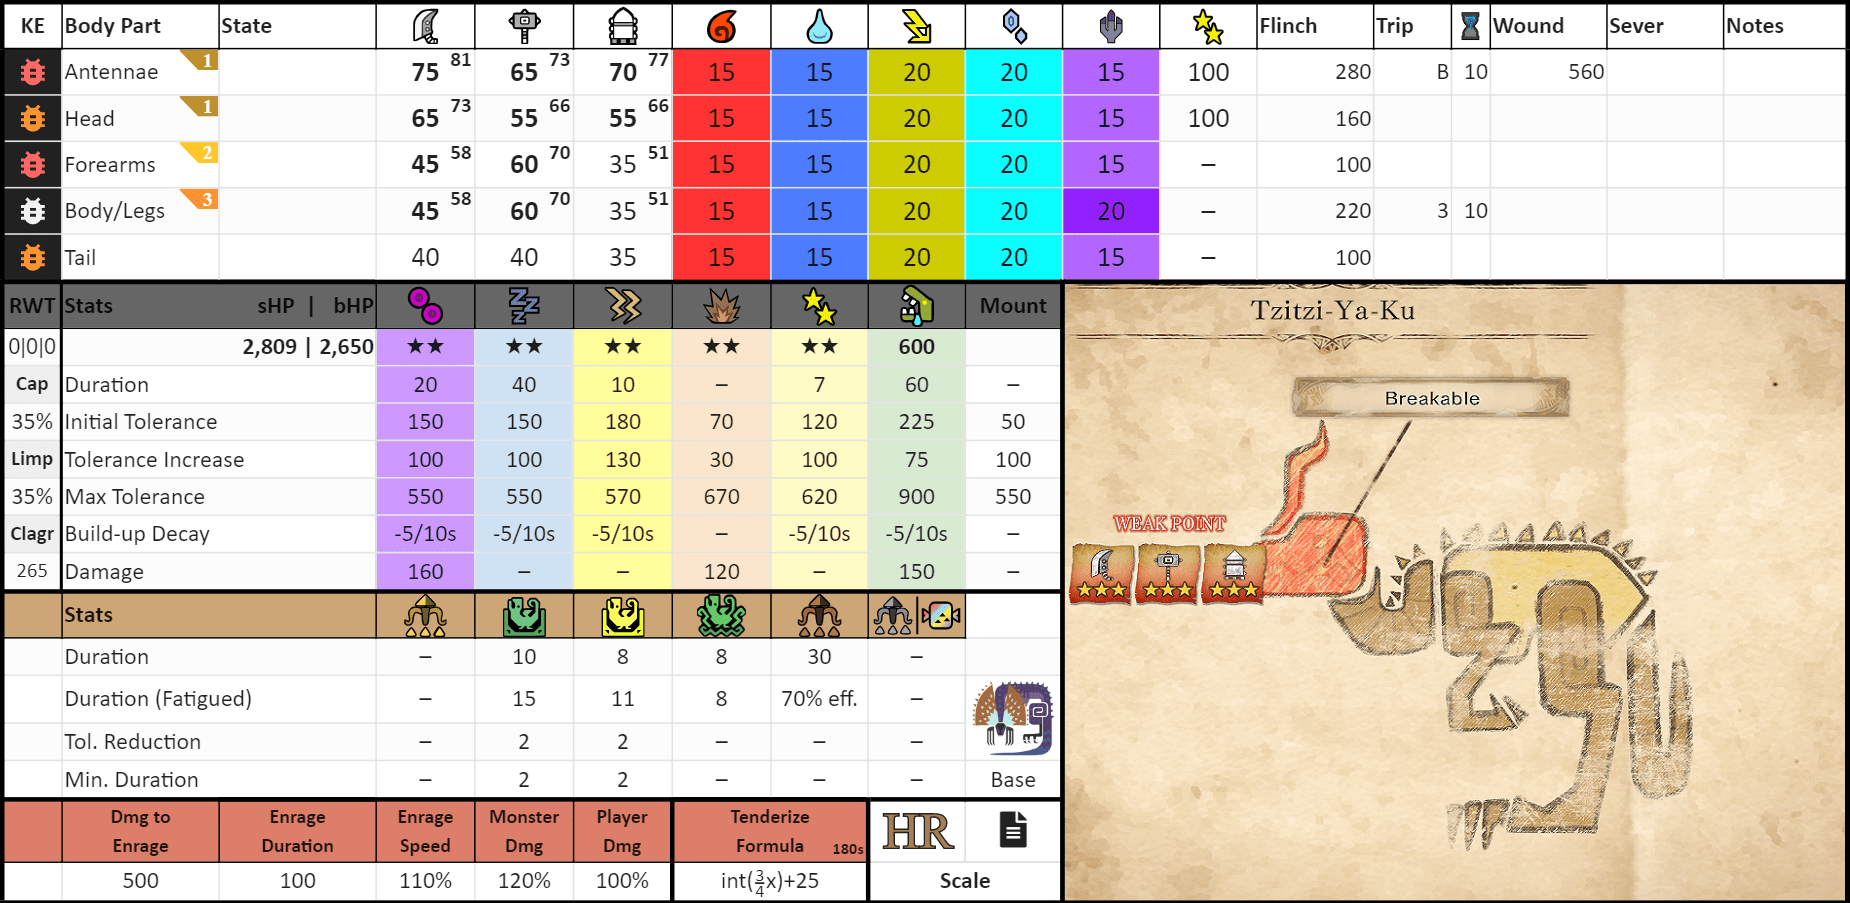 KE Body Part State Flinch Trip Wound Sever Notes
Antennae 1 75 81 65 73 70 77 15 15 20 20 15 100 280 B 10 560
Head 1 65 73 55 66 55 66 15 15 20 20 15 100 160
Forearms 2 45 58 60 70 35 51 15 15 20 20 15 – 100
Body/Legs 3 45 58 60 70 35 51 15 15 20 20 20 – 220 3 10
Tail 40 40 35 15 15 20 20 15 – 100
RWT Stats sHP | bHP Mount
0|0|0 2,809 | 2,650 ★★ ★★ ★★ ★★ ★★ 600
Cap Duration 20 40 10 – 7 60 –
35% Initial Tolerance 150 150 180 70 120 225 50
Limp Tolerance Increase 100 100 130 30 100 75 100
35% Max Tolerance 550 550 570 670 620 900 550
Clagr Build-up Decay -5/10s -5/10s -5/10s – -5/10s -5/10s –
265 Damage 160 – – 120 – 150 –
Stats
Duration – 10 8 8 30 –
Duration (Fatigued) – 15 11 8 70% eff. –
Tol. Reduction – 2 2 – – –
Min. Duration – 2 2 – – – Base
Dmg to Enrage Monster Player Tenderize
Enrage Duration Speed Dmg Dmg Formula 180s HR
500 100 110% 120% 100% int(¾x)+25 Scale
Tzitzi-Ya-Ku
Breakable
WEAK POINT